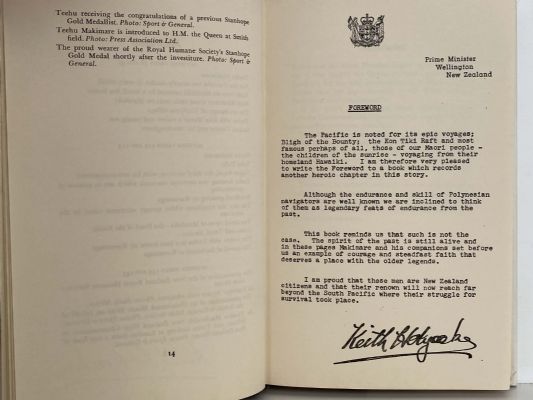 Teehu receiving the congratulations of a previous Stanhope
Gold Medallist. Photo: Sport & General.
Teehu Makimare is introduced to H.M. the Queen at Smith
field. Photo: Press Association Ltd.
The proud wearer of the Royal Humane Society's Stanhope
Gold Medal shortly after the investiture. Photo: Sport &
General.
14
Prime Minister
Wellington
New Zealand
FOREWORD
The Pacific is noted for its epic voyages;
Bligh of the Bounty; the Kon Tiki Raft and most
famous perhaps of all, those of our Maori people -
the children of the sunrise - voyaging from their
homeland Hawaiki. I am therefore very pleased
to write the Foreword to a book which records
another heroic chapter in this story.
Although the endurance and skill of Polynesian
navigators are well known we are inclined to think
of them as legendary feats of endurance from the
past.
This book reminds us that such is not the
case. The spirit of the past is still alive and
in these pages Makimare and his companions set before
us an example of courage and steadfast faith that
deserves a place with the older legends.
I am proud that these men are New Zealand
citizens and that their renown will now reach far
beyond the South Pacific where their struggle for
survival took place.
Keith Holyoake